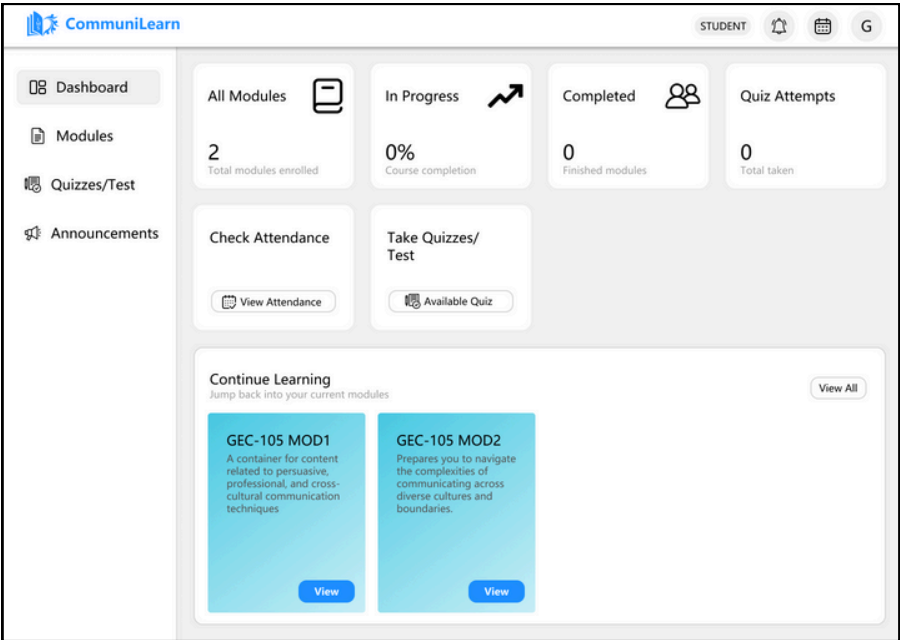 CommuniLearn
STUDENT
G
Dashboard
Modules
Quizzes/Test
Announcements
All Modules
2
Total modules enrolled
In Progress
0%
Course completion
Completed
0
Finished modules
Quiz Attempts
0
Total taken
Check Attendance
View Attendance
Take Quizzes/
Test
Available Quiz
Continue Learning
Jump back into your current modules
View All
GEC-105 MOD1
A container for content
related to persuasive,
professional, and cross-
cultural communication
techniques
View
GEC-105 MOD2
Prepares you to navigate
the complexities of
communicating across
diverse cultures and
boundaries.
View